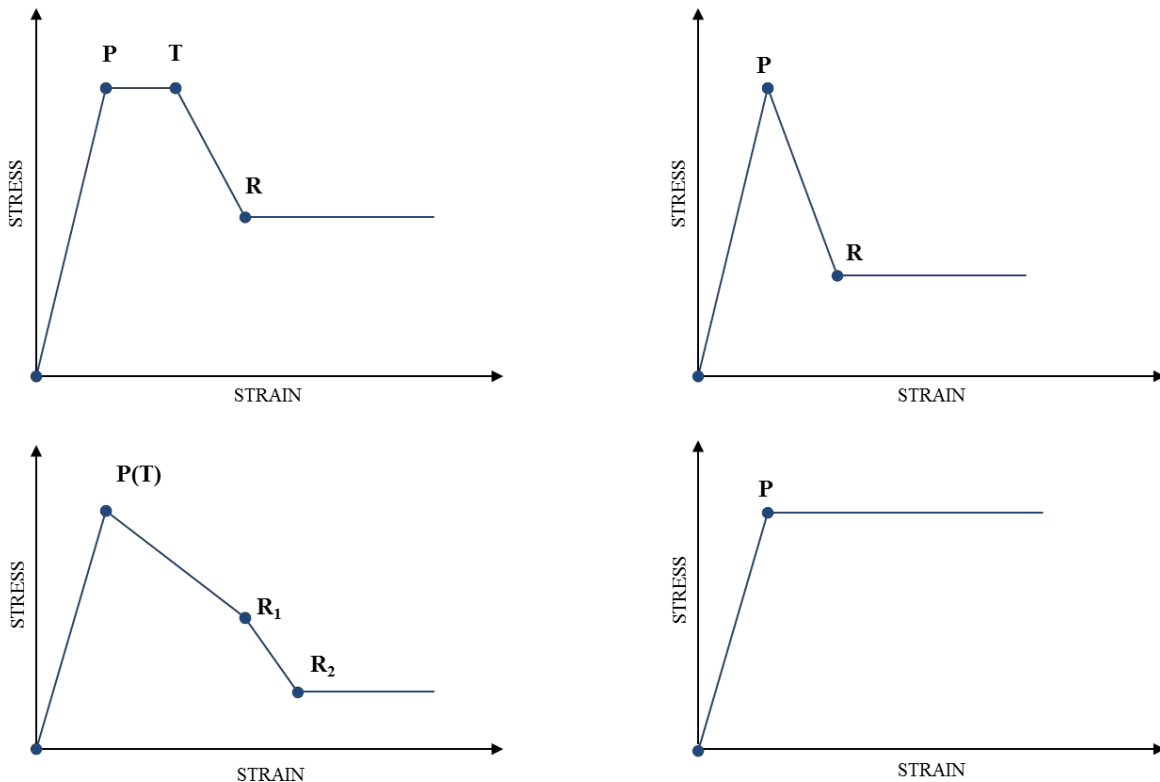 P
T
R
STRESS
STRAIN
P
R
STRESS
STRAIN
P(T)
R₁
R₂
STRESS
STRAIN
P
STRESS
STRAIN